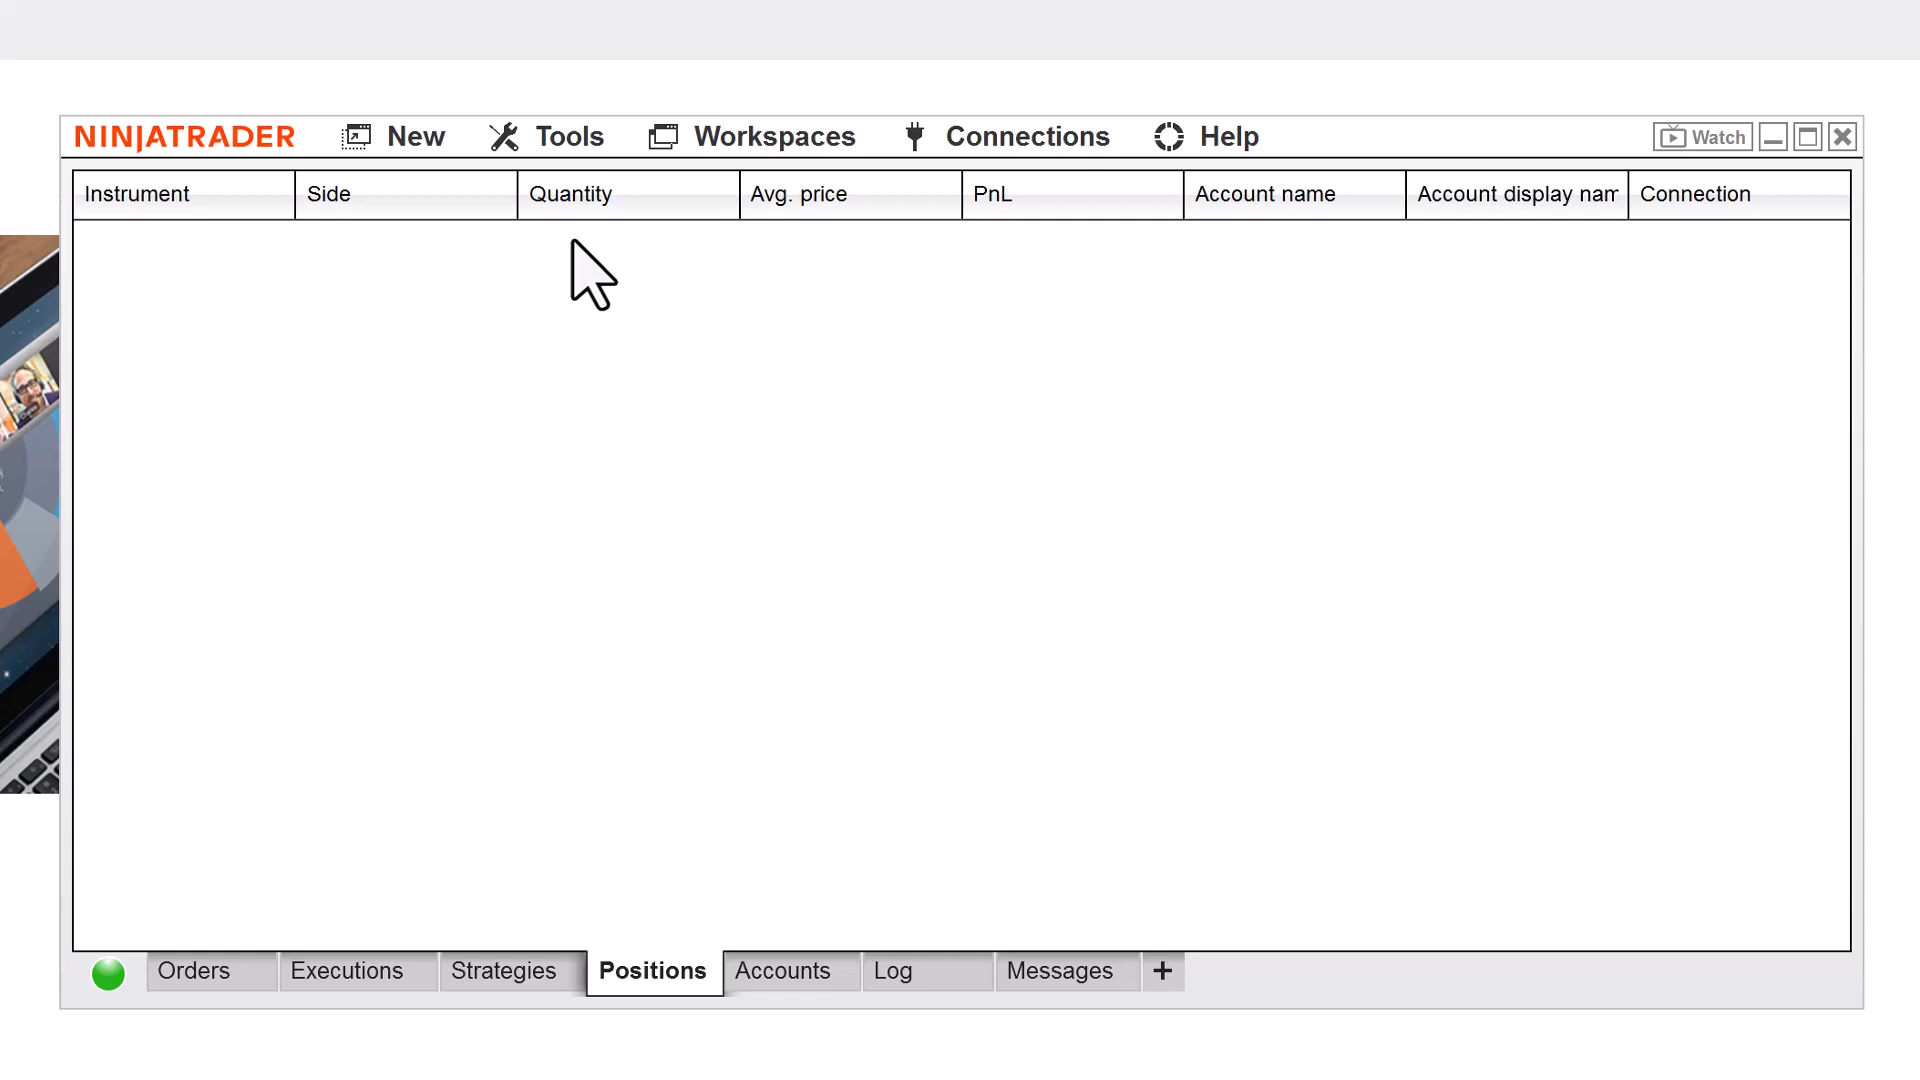 NINJATRADER New Tools Workspaces Connections Help Watch
Instrument Side Quantity Avg. price PnL Account name Account display nam Connection
Orders Executions Strategies Positions Accounts Log Messages +